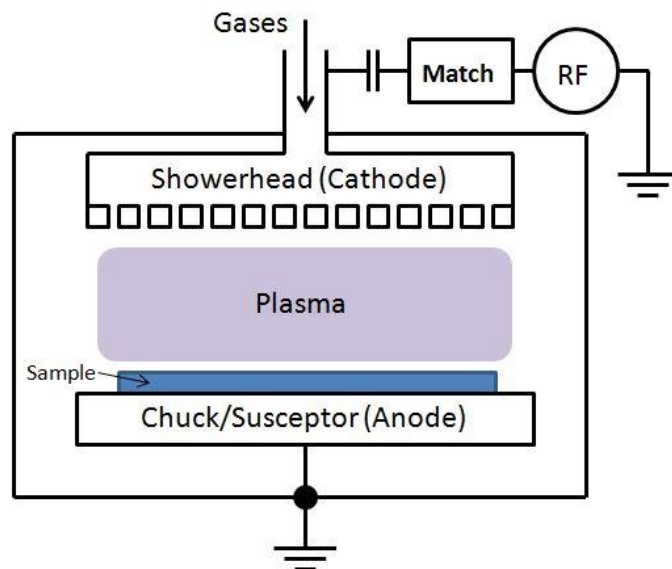 Gases
Match
RF
Showerhead (Cathode)
Plasma
Sample
Chuck/Susceptor (Anode)